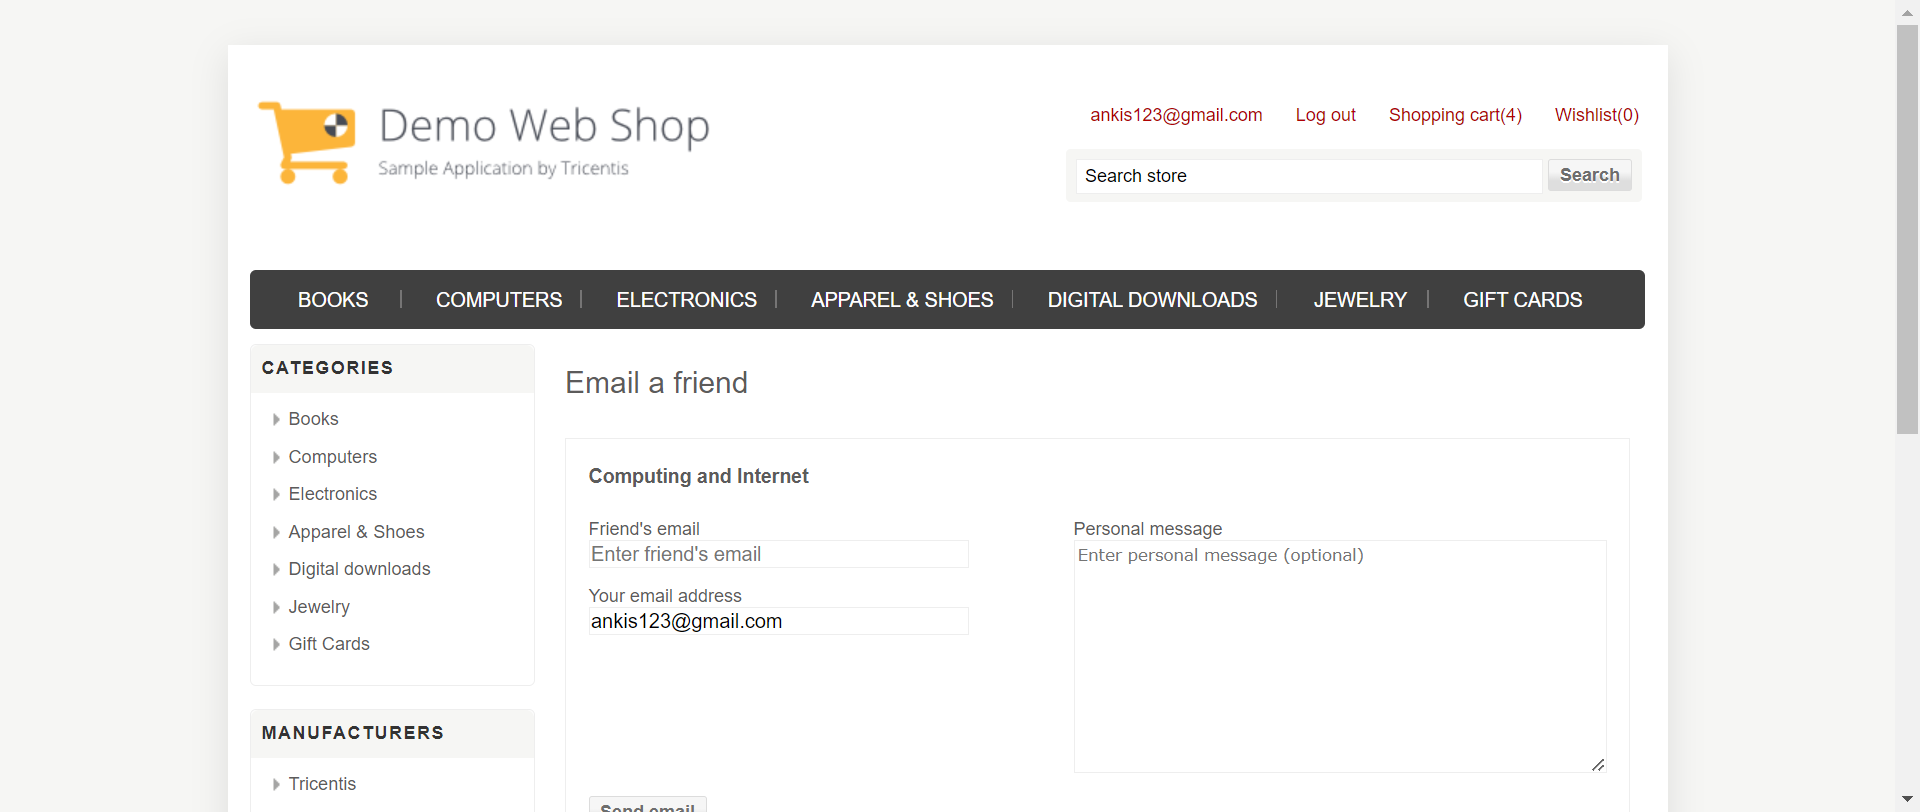 Demo Web Shop
Sample Application by Tricentis
ankis123@gmail.com Log out Shopping cart(4) Wishlist(0)
Search store Search
BOOKS COMPUTERS ELECTRONICS APPAREL & SHOES DIGITAL DOWNLOADS JEWELRY GIFT CARDS
CATEGORIES
Books
Computers
Electronics
Apparel & Shoes
Digital downloads
Jewelry
Gift Cards
MANUFACTURERS
Tricentis
Email a friend
Computing and Internet
Friend's email
Enter friend's email
Your email address
ankis123@gmail.com
Personal message
Enter personal message (optional)
Send email